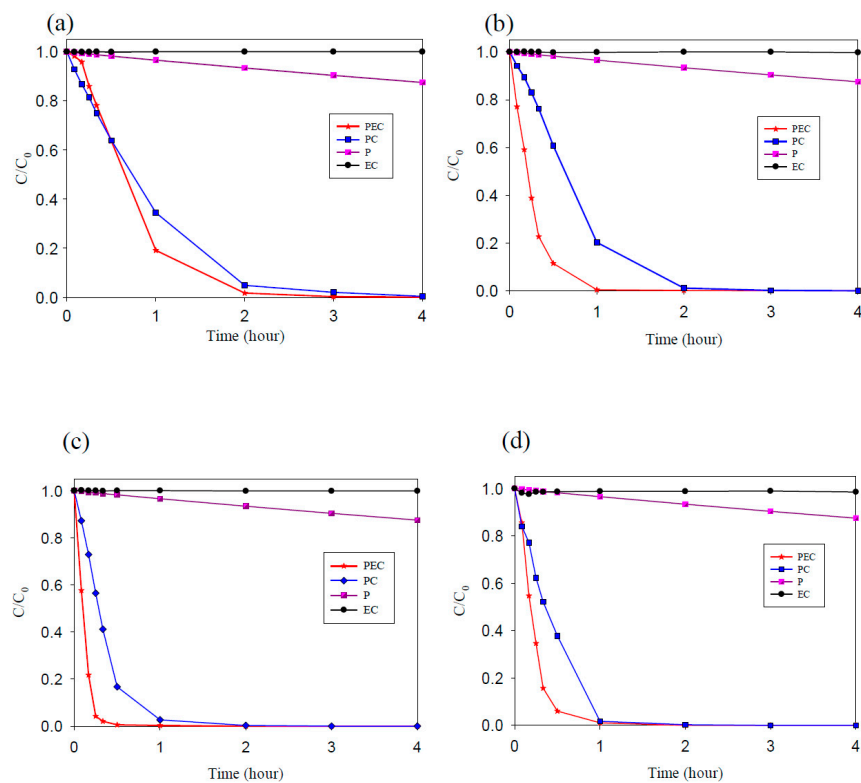 (a)
C/C0
1.0
0.8
0.6
0.4
0.2
0.0
PEC
PC
P
EC
0 1 2 3 4
Time (hour)
(b)
C/C0
1.0
0.8
0.6
0.4
0.2
0.0
PEC
PC
P
EC
0 1 2 3 4
Time (hour)
(c)
C/C0
1.0
0.8
0.6
0.4
0.2
0.0
PEC
PC
P
EC
0 1 2 3 4
Time (hour)
(d)
C/C0
1.0
0.8
0.6
0.4
0.2
0.0
PEC
PC
P
EC
0 1 2 3 4
Time (hour)